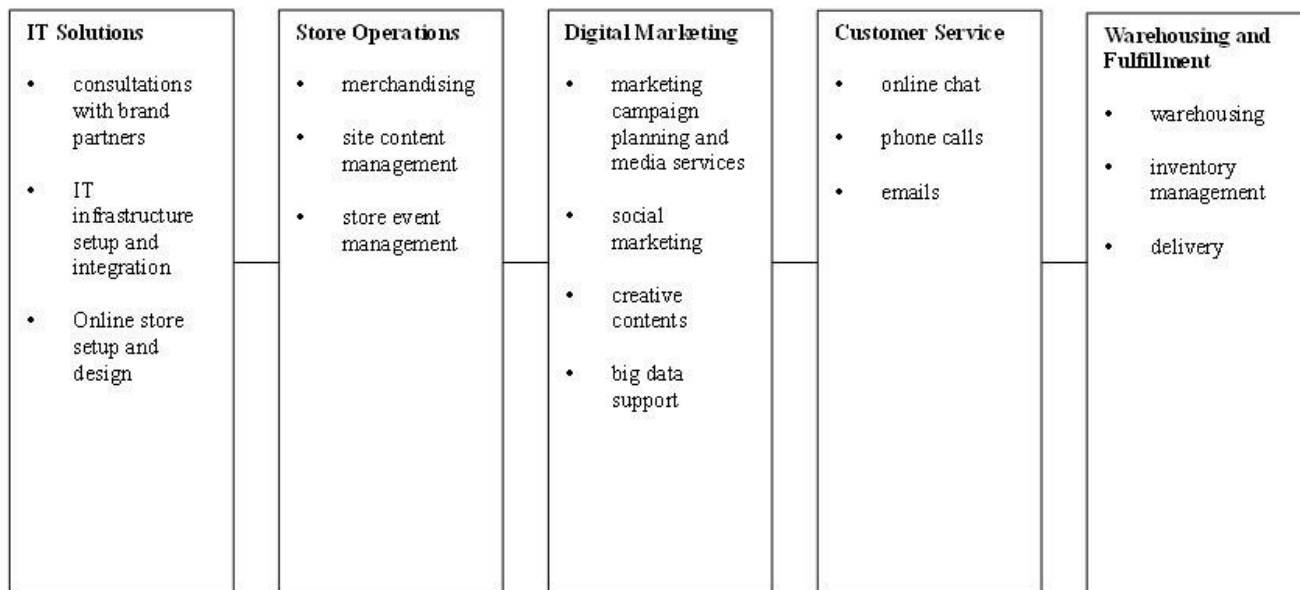 IT Solutions
• consultations
with brand
partners
• IT
infrastructure
setup and
integration
• Online store
setup and
design
Store Operations
• merchandising
• site content
management
• store event
management
Digital Marketing
• marketing
campaign
planning and
media services
• social
marketing
• creative
contents
• big data
support
Customer Service
• online chat
• phone calls
• emails
Warehousing and
Fulfillment
• warehousing
• inventory
management
• delivery